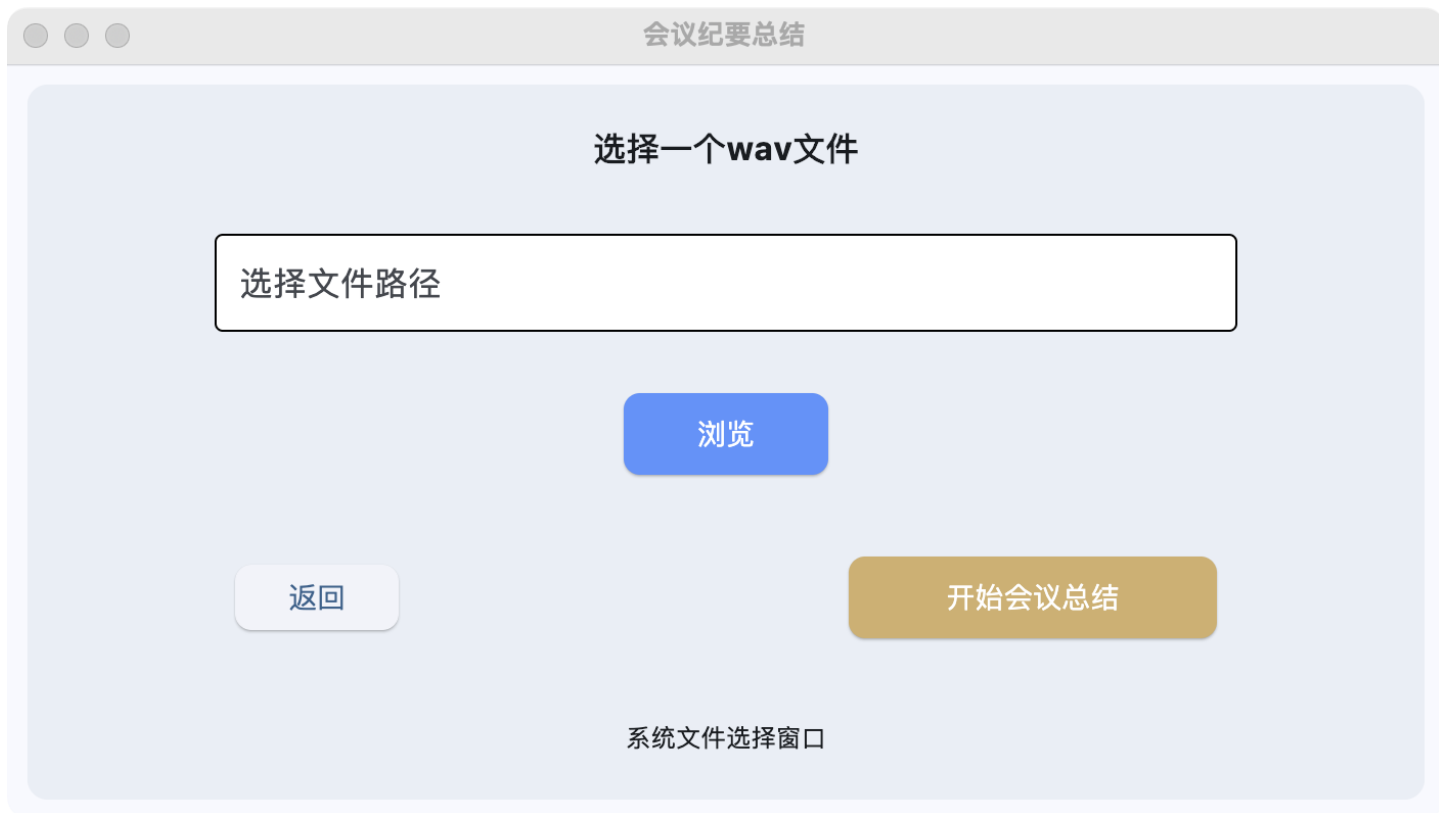 会议纪要总结
选择一个wav文件
选择文件路径
浏览
返回
开始会议总结
系统文件选择窗口